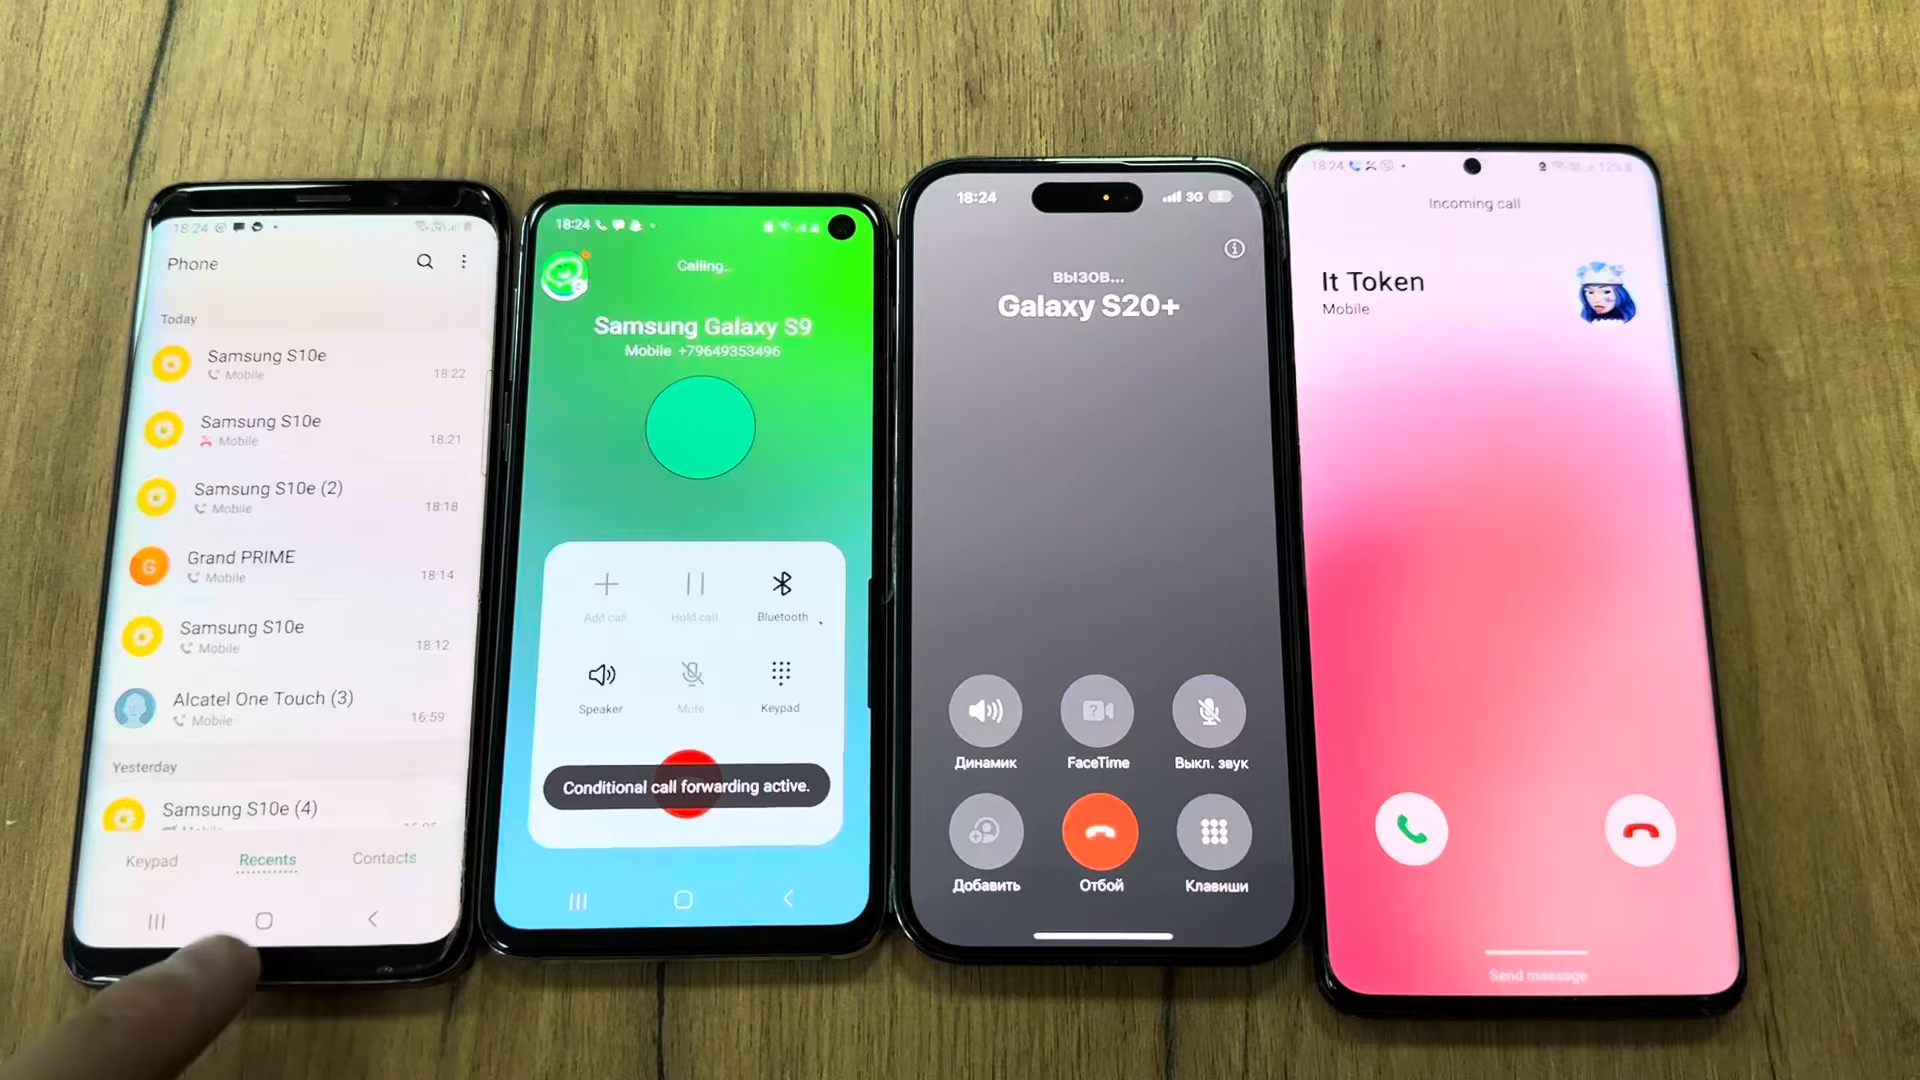 18:24
Phone
Today
Samsung S10e
Mobile
18:22
Samsung S10e
Mobile
18:21
Samsung S10e (2)
Mobile
18:18
Grand PRIME
G
Mobile
18:14
Samsung S10e
Mobile
18:12
Alcatel One Touch (3)
Mobile
16:59
Yesterday
Samsung S10e (4)
Mobile
Keypad
Recents
Contacts
18:24
Calling...
Samsung Galaxy S9
Mobile +79649353496
Add call
Hold call
Bluetooth
Speaker
Mute
Keypad
Conditional call forwarding active.
18:24
3G
вызов...
Galaxy S20+
Динамик
FaceTime
Выкл. звук
Добавить
Отбой
Клавиши
18:24
12%
Incoming call
It Token
Mobile
Send message